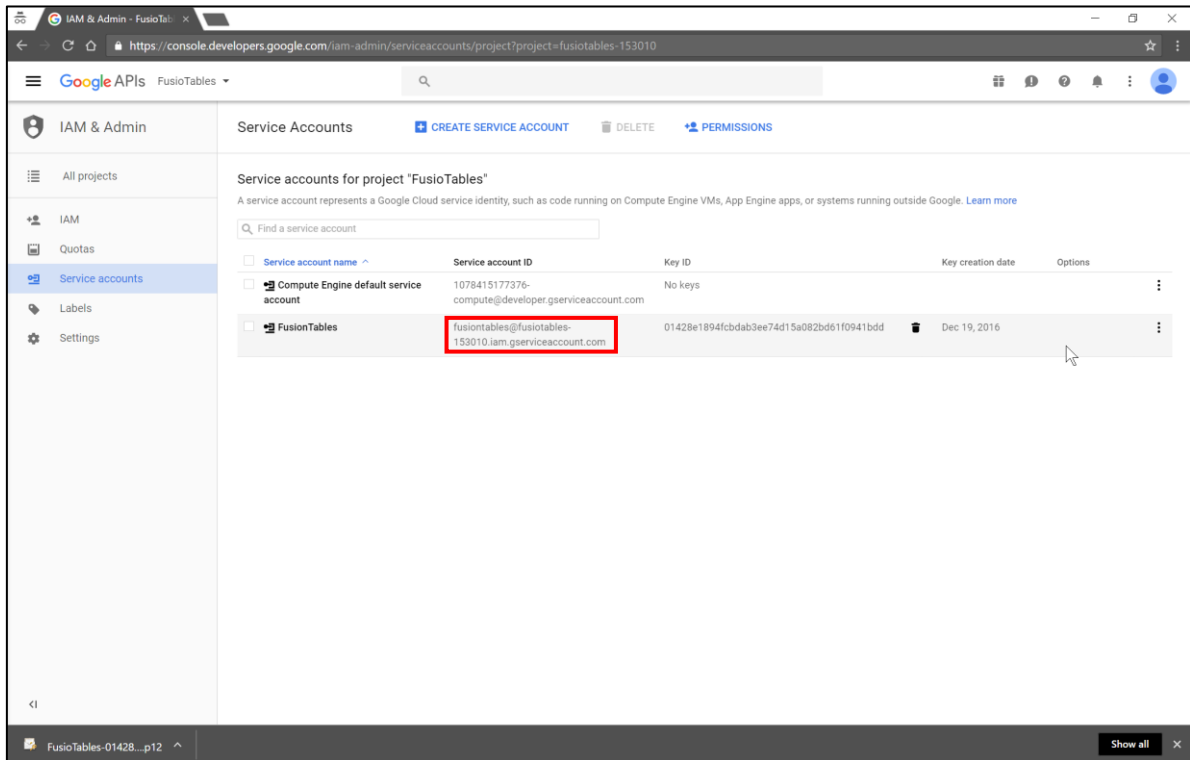 IAM & Admin - FusioTab
https://console.developers.google.com/iam-admin/serviceaccounts/project?project=fusiotables-153010
Google APIs FusioTables
IAM & Admin
Service Accounts CREATE SERVICE ACCOUNT DELETE PERMISSIONS
All projects
IAM
Quotas
Service accounts
Labels
Settings
Service accounts for project "FusioTables"
A service account represents a Google Cloud service identity, such as code running on Compute Engine VMs, App Engine apps, or systems running outside Google. Learn more
Find a service account
Service account name Service account ID Key ID Key creation date Options
Compute Engine default service 1078415177376- No keys
account compute@developer.gserviceaccount.com
FusionTables fusiontables@fusiotables- 01428e1894fcbdab3ee74d15a082bd61f0941bdd Dec 19, 2016
153010.iam.gserviceaccount.com
FusioTables-01428....p12 Show all